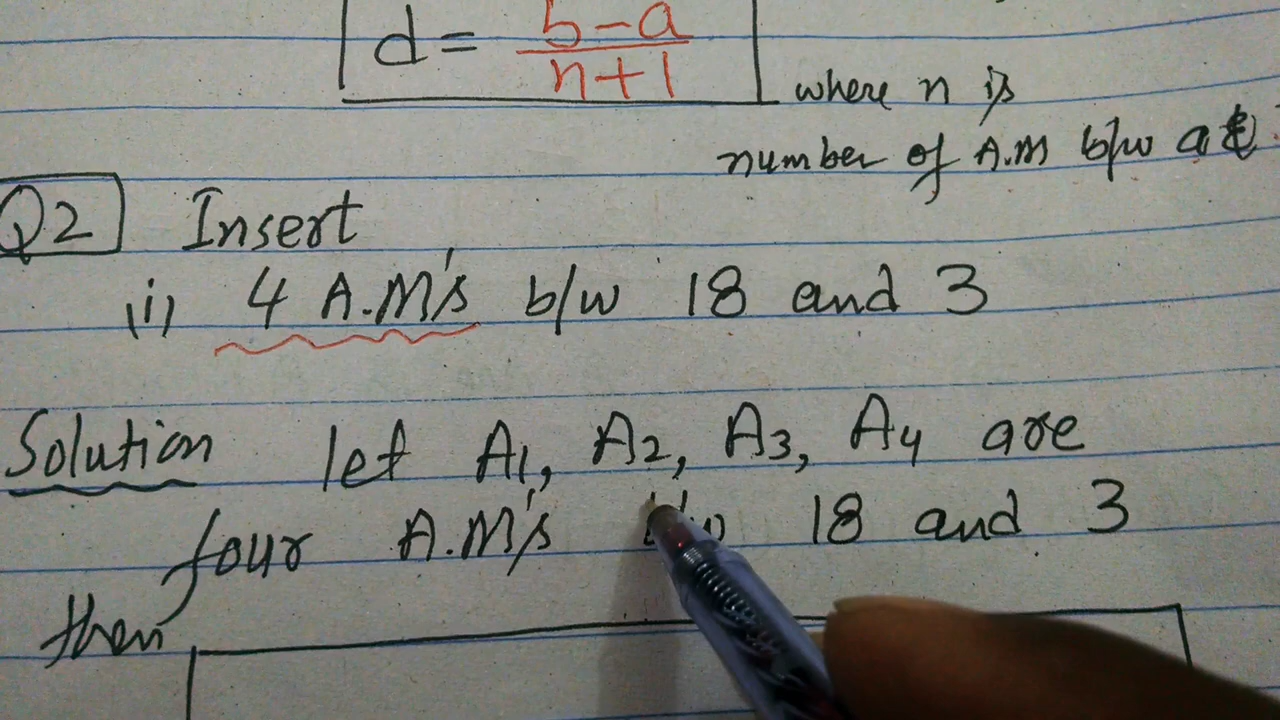 d = b-a
n+1
where n is
number of A.M b/w a &
Q2 Insert
(i) 4 A.M's b/w 18 and 3
Solution let A1, A2, A3, A4 are
four A.M's b/w 18 and 3
then